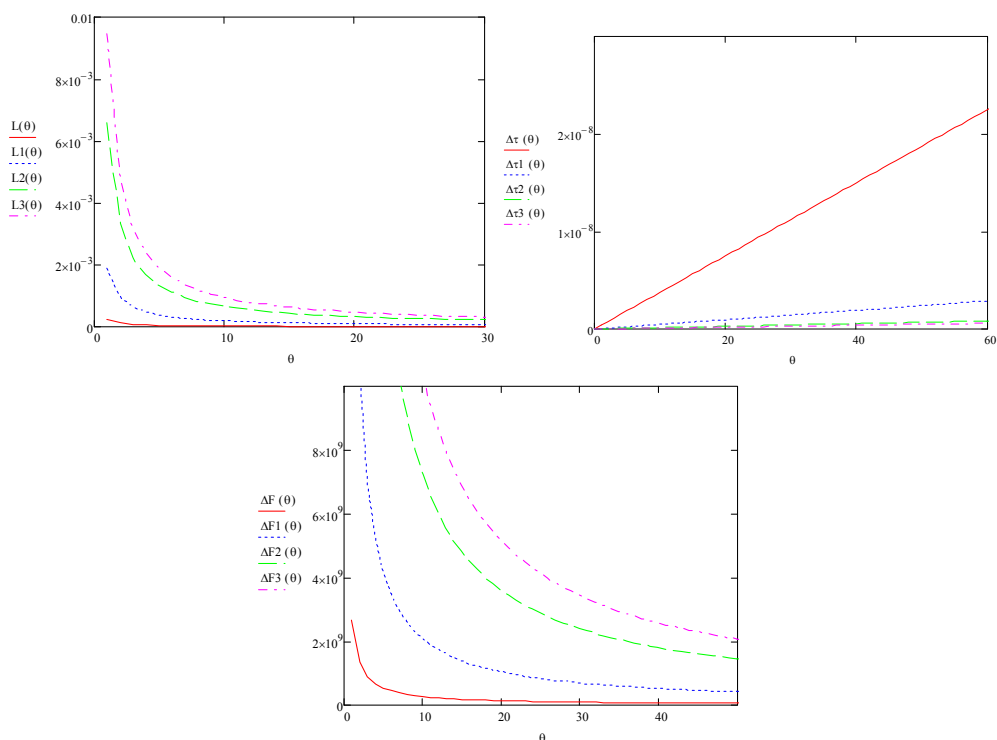 0.01
8×10⁻³
6×10⁻³
4×10⁻³
2×10⁻³
0
L(θ)
L1(θ)
L2(θ)
L3(θ)
0 10 20 30
θ
2×10⁻⁸
1×10⁻⁸
0
Δτ (θ)
Δτ1 (θ)
Δτ2 (θ)
Δτ3 (θ)
0 20 40 60
θ
8×10⁹
6×10⁹
4×10⁹
2×10⁹
ΔF (θ)
ΔF1 (θ)
ΔF2 (θ)
ΔF3 (θ)
0 10 20 30 40
θ